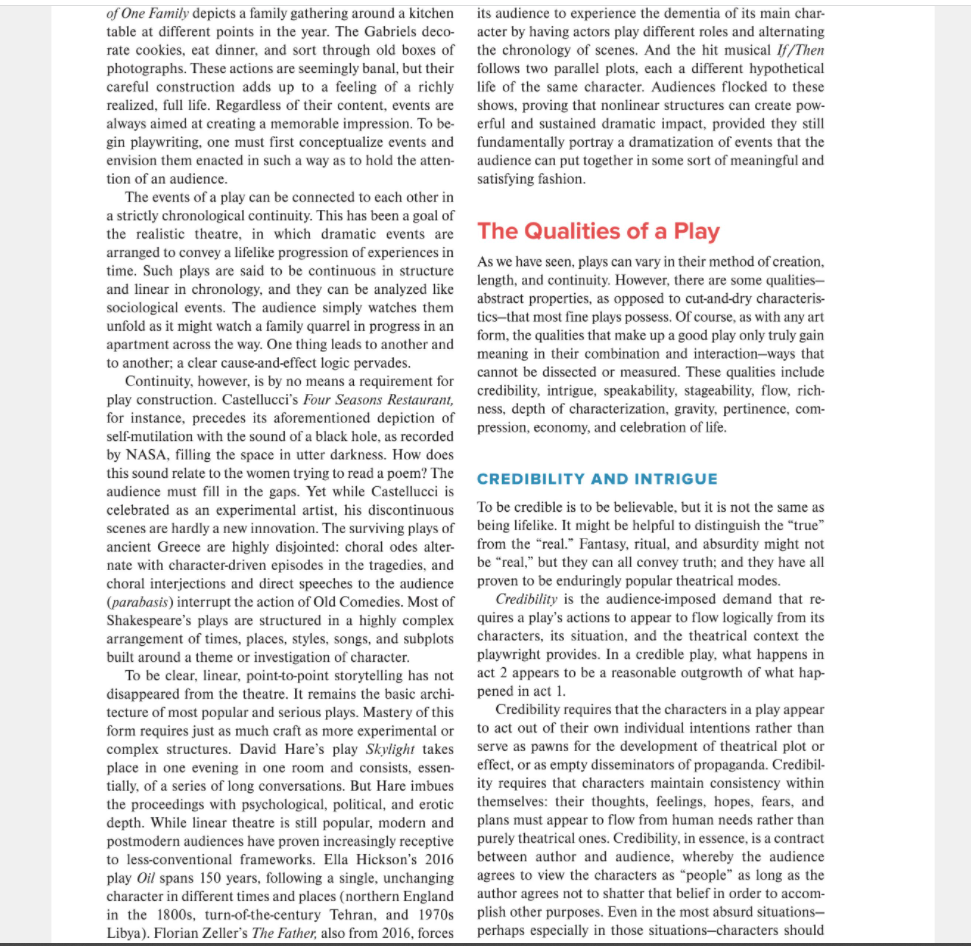 of One Family depicts a family gathering around a kitchen
table at different points in the year. The Gabriels deco-
rate cookies, eat dinner, and sort through old boxes of
photographs. These actions are seemingly banal, but their
careful construction adds up to a feeling of a richly
realized, full life. Regardless of their content, events are
always aimed at creating a memorable impression. To be-
gin playwriting, one must first conceptualize events and
envision them enacted in such a way as to hold the atten-
tion of an audience.
The events of a play can be connected to each other in
a strictly chronological continuity. This has been a goal of
the realistic theatre, in which dramatic events are
arranged to convey a lifelike progression of experiences in
time. Such plays are said to be continuous in structure
and linear in chronology, and they can be analyzed like
sociological events. The audience simply watches them
unfold as it might watch a family quarrel in progress in an
apartment across the way. One thing leads to another and
to another; a clear cause-and-effect logic pervades.
Continuity, however, is by no means a requirement for
play construction. Castellucci's Four Seasons Restaurant,
for instance, precedes its aforementioned depiction of
self-mutilation with the sound of a black hole, as recorded
by NASA, filling the space in utter darkness. How does
this sound relate to the women trying to read a poem? The
audience must fill in the gaps. Yet while Castellucci is
celebrated as an experimental artist, his discontinuous
scenes are hardly a new innovation. The surviving plays of
ancient Greece are highly disjointed: choral odes alter-
nate with character-driven episodes in the tragedies, and
choral interjections and direct speeches to the audience
(parabasis) interrupt the action of Old Comedies. Most of
Shakespeare's plays are structured in a highly complex
arrangement of times, places, styles, songs, and subplots
built around a theme or investigation of character.
To be clear, linear, point-to-point storytelling has not
disappeared from the theatre. It remains the basic archi-
tecture of most popular and serious plays. Mastery of this
form requires just as much craft as more experimental or
complex structures. David Hare's play Skylight takes
place in one evening in one room and consists, essen-
tially, of a series of long conversations. But Hare imbues
the proceedings with psychological, political, and erotic
depth. While linear theatre is still popular, modern and
postmodern audiences have proven increasingly receptive
to less-conventional frameworks. Ella Hickson's 2016
play Oil spans 150 years, following a single, unchanging
character in different times and places (northern England
in the 1800s, turn-of-the-century Tehran, and 1970s
Libya). Florian Zeller's The Father, also from 2016, forces
its audience to experience the dementia of its main char-
acter by having actors play different roles and alternating
the chronology of scenes. And the hit musical If/Then
follows two parallel plots, each a different hypothetical
life of the same character. Audiences flocked to these
shows, proving that nonlinear structures can create pow-
erful and sustained dramatic impact, provided they still
fundamentally portray a dramatization of events that the
audience can put together in some sort of meaningful and
satisfying fashion.
The Qualities of a Play
As we have seen, plays can vary in their method of creation,
length, and continuity. However, there are some qualities—
abstract properties, as opposed to cut-and-dry characteris-
tics—that most fine plays possess. Of course, as with any art
form, the qualities that make up a good play only truly gain
meaning in their combination and interaction—ways that
cannot be dissected or measured. These qualities include
credibility, intrigue, speakability, stageability, flow, rich-
ness, depth of characterization, gravity, pertinence, com-
pression, economy, and celebration of life.
CREDIBILITY AND INTRIGUE
To be credible is to be believable, but it is not the same as
being lifelike. It might be helpful to distinguish the "true"
from the "real." Fantasy, ritual, and absurdity might not
be "real," but they can all convey truth; and they have all
proven to be enduringly popular theatrical modes.
Credibility is the audience-imposed demand that re-
quires a play's actions to appear to flow logically from its
characters, its situation, and the theatrical context the
playwright provides. In a credible play, what happens in
act 2 appears to be a reasonable outgrowth of what hap-
pened in act 1.
Credibility requires that the characters in a play appear
to act out of their own individual intentions rather than
serve as pawns for the development of theatrical plot or
effect, or as empty disseminators of propaganda. Credibil-
ity requires that characters maintain consistency within
themselves: their thoughts, feelings, hopes, fears, and
plans must appear to flow from human needs rather than
purely theatrical ones. Credibility, in essence, is a contract
between author and audience, whereby the audience
agrees to view the characters as "people" as long as the
author agrees not to shatter that belief in order to accom-
plish other purposes. Even in the most absurd situations—
perhaps especially in those situations—characters should